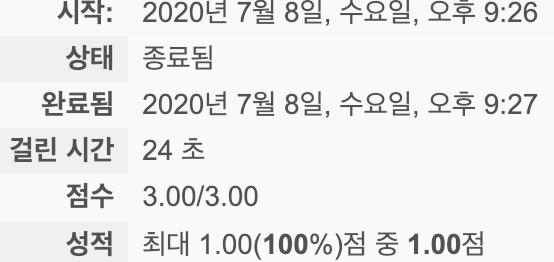 시작: 2020년 7월 8일, 수요일, 오후 9:26
상태 종료됨
완료됨 2020년 7월 8일, 수요일, 오후 9:27
걸린 시간 24 초
점수 3.00/3.00
성적 최대 1.00(100%)점 중 1.00점